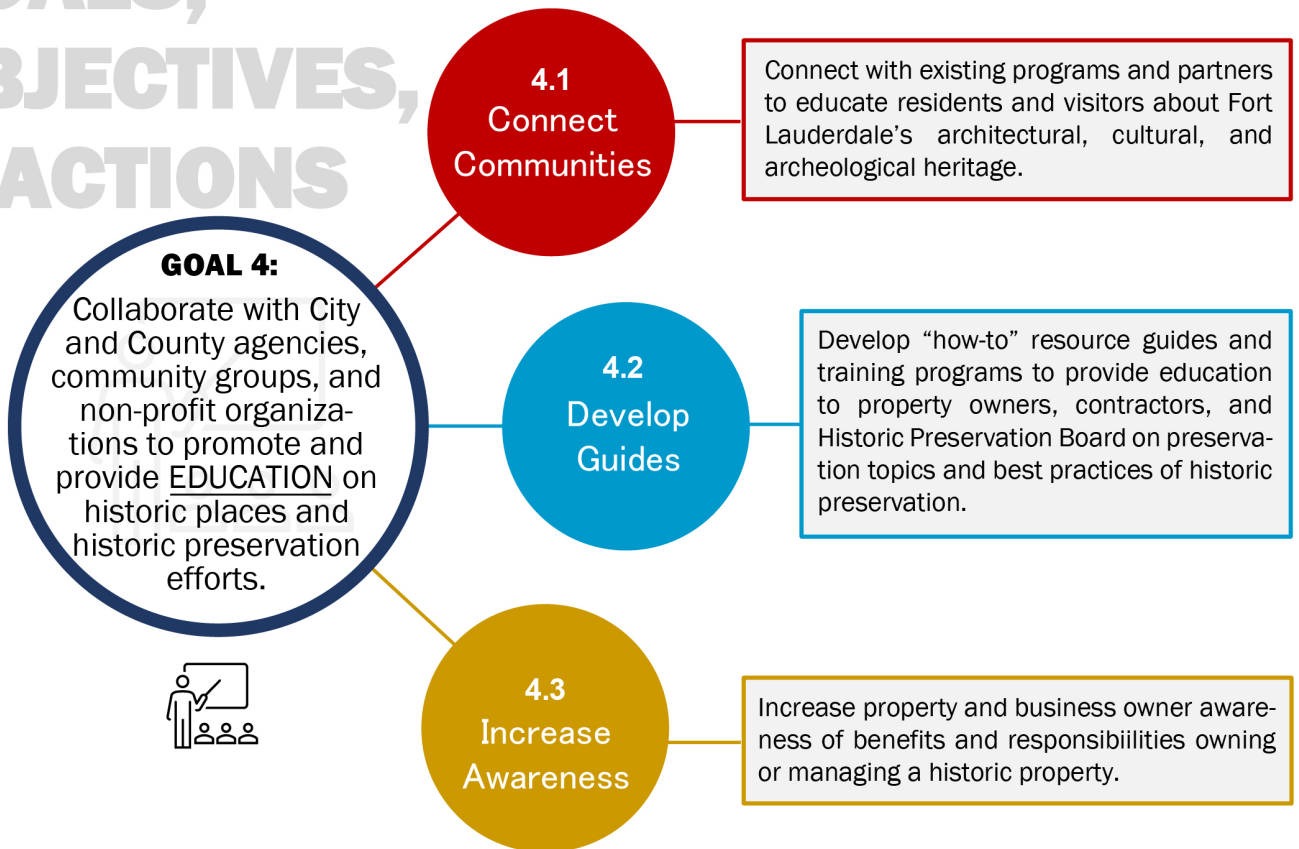 ACTIONS
GOAL 4:
Collaborate with City
and County agencies,
community groups, and
non-profit organiza-
tions to promote and
provide EDUCATION on
historic places and
historic preservation
efforts.
4.1
Connect
Communities
Connect with existing programs and partners
to educate residents and visitors about Fort
Lauderdale's architectural, cultural, and
archeological heritage.
4.2
Develop
Guides
Develop “how-to” resource guides and
training programs to provide education
to property owners, contractors, and
Historic Preservation Board on preserva-
tion topics and best practices of historic
preservation.
4.3
Increase
Awareness
Increase property and business owner aware-
ness of benefits and responsibiilities owning
or managing a historic property.